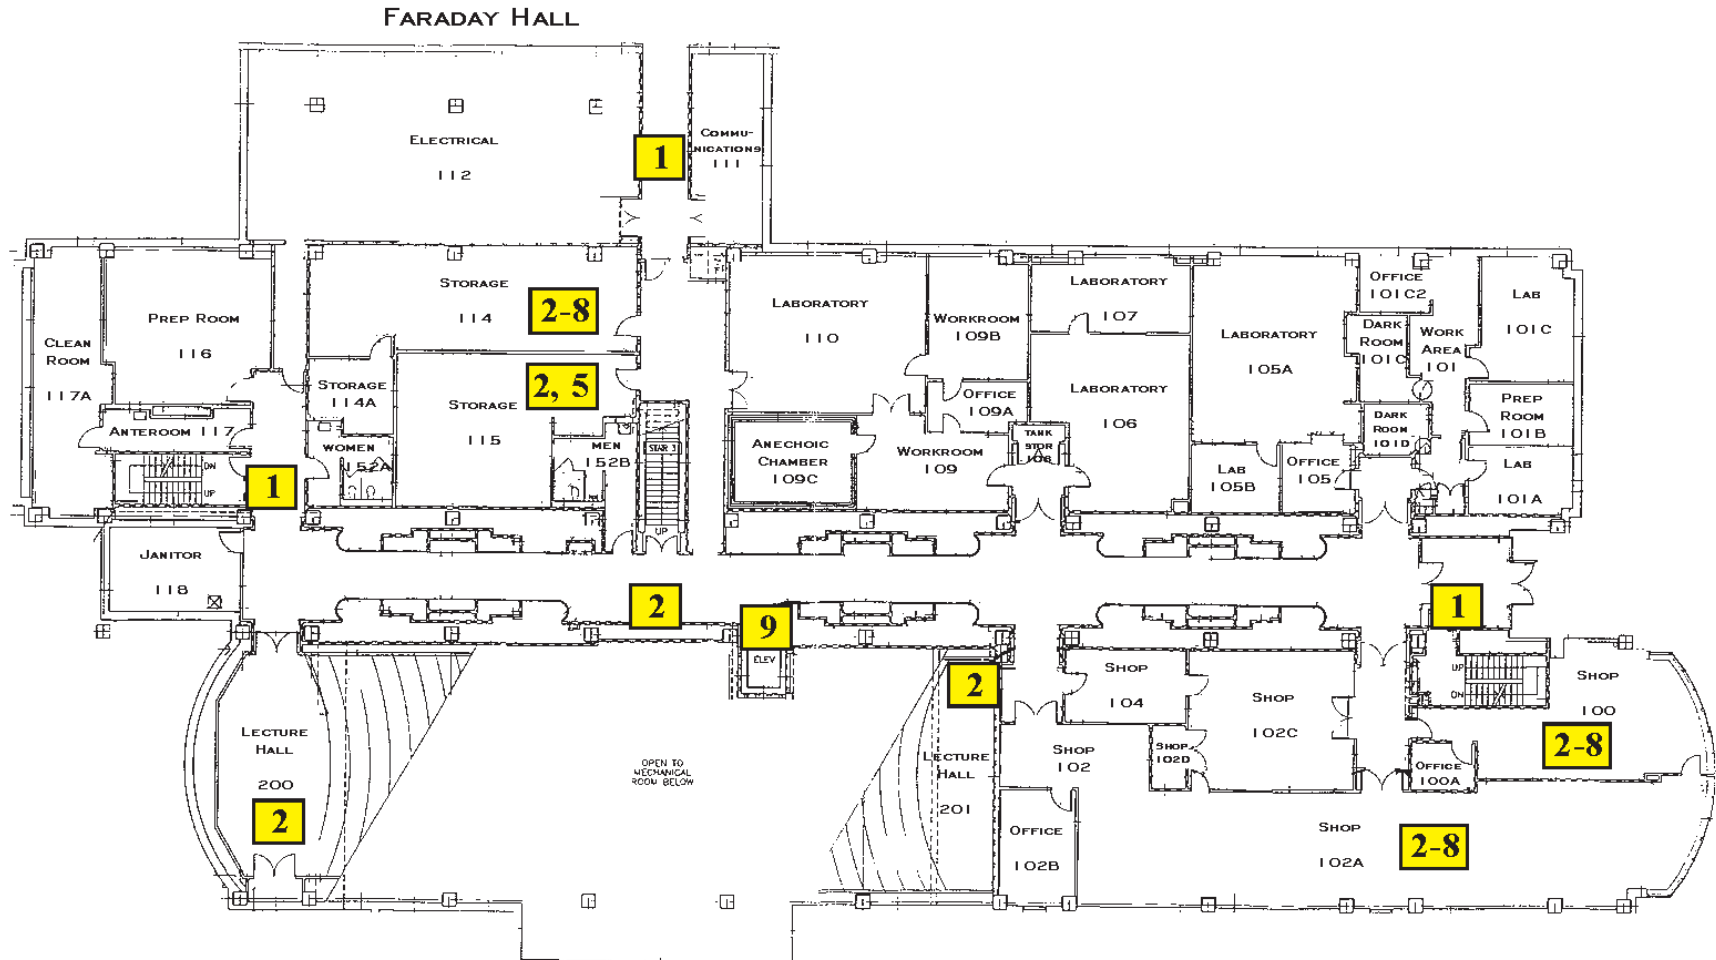 FARADAY HALL
ELECTRICAL
112
1
COMMU-
NICATIONS
111
STORAGE
114
2-8
PREP ROOM
116
CLEAN
ROOM
117A
STORAGE
114A
STORAGE
115
2, 5
ANTEROOM 117
DN
UP
1
WOMEN
152A
MEN
152B
STAIR 3
UP
JANITOR
118
LABORATORY
110
WORKROOM
109B
OFFICE
109A
ANECHOIC
CHAMBER
109C
WORKROOM
109
TANK
STOR
108
LABORATORY
107
LABORATORY
106
LABORATORY
105A
LAB
105B
OFFICE
105
OFFICE
101C2
DARK
ROOM
101C
WORK
AREA
101
LAB
101C
DARK
ROOM
101D
PREP
ROOM
101B
LAB
101A
2
9
ELEV
1
2
LECTURE
HALL
200
2
OPEN TO
MECHANICAL
ROOM BELOW
LECTURE
HALL
201
SHOP
104
SHOP
102
SHOP
102D
SHOP
102C
OFFICE
102B
UP
DN
SHOP
100
2-8
OFFICE
100A
SHOP
102A
2-8